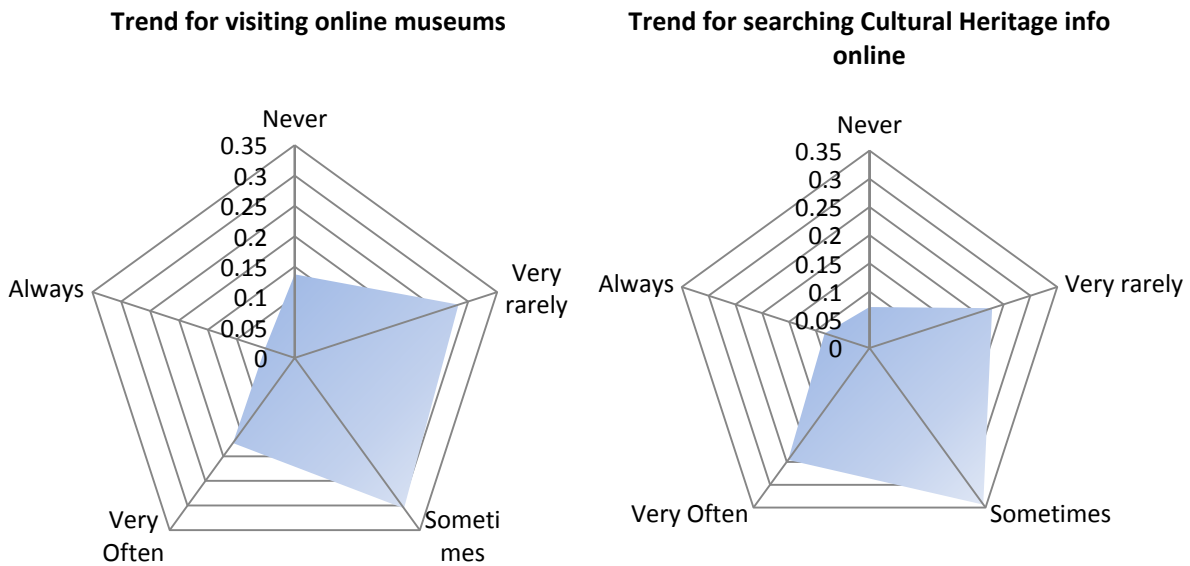 Trend for visiting online museums
Never
0.35
0.3
0.25
0.2
0.15
0.1
0.05
0
Very
rarely
Someti
mes
Very
Often
Always
Trend for searching Cultural Heritage info
online
Never
0.35
0.3
0.25
0.2
0.15
0.1
0.05
0
Very rarely
Sometimes
Very Often
Always